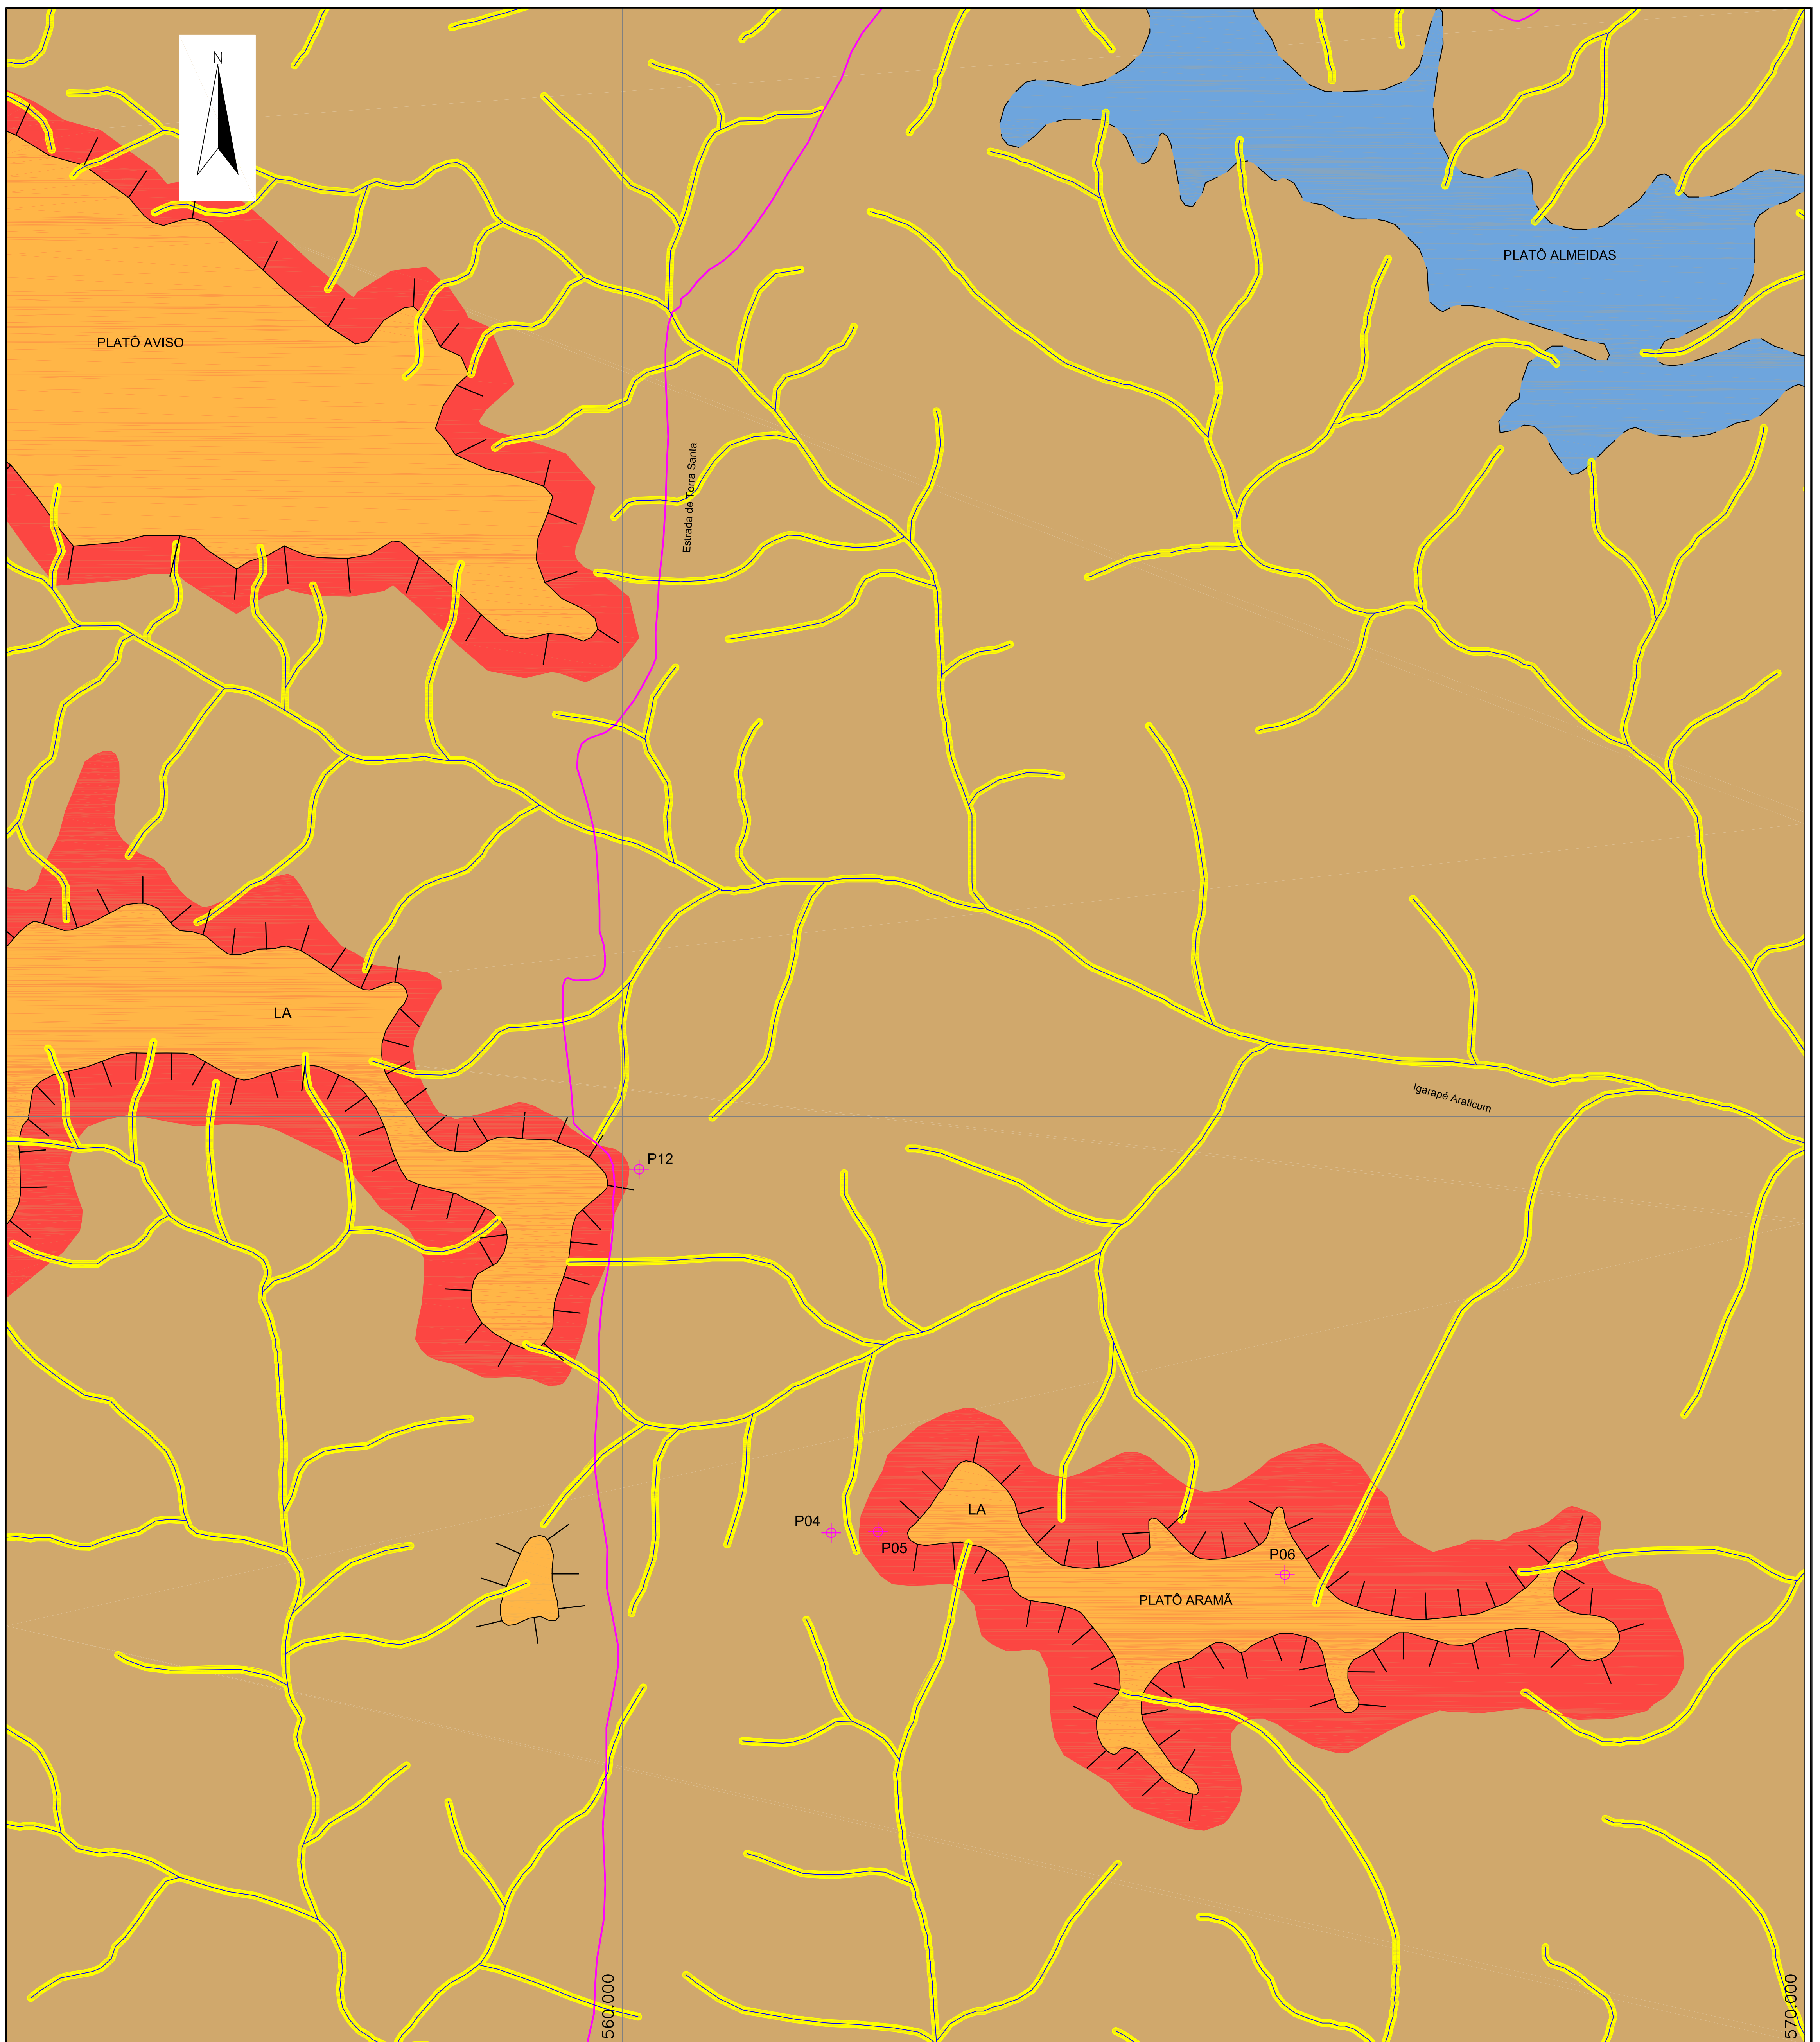 N
PLATÔ ALMEIDAS
PLATÔ AVISO
Estrada de Terra Santa
LA
Igarapé Araticum
P12
LA
P04
P05
P06
PLATÔ ARAMÃ
560.000
570.000